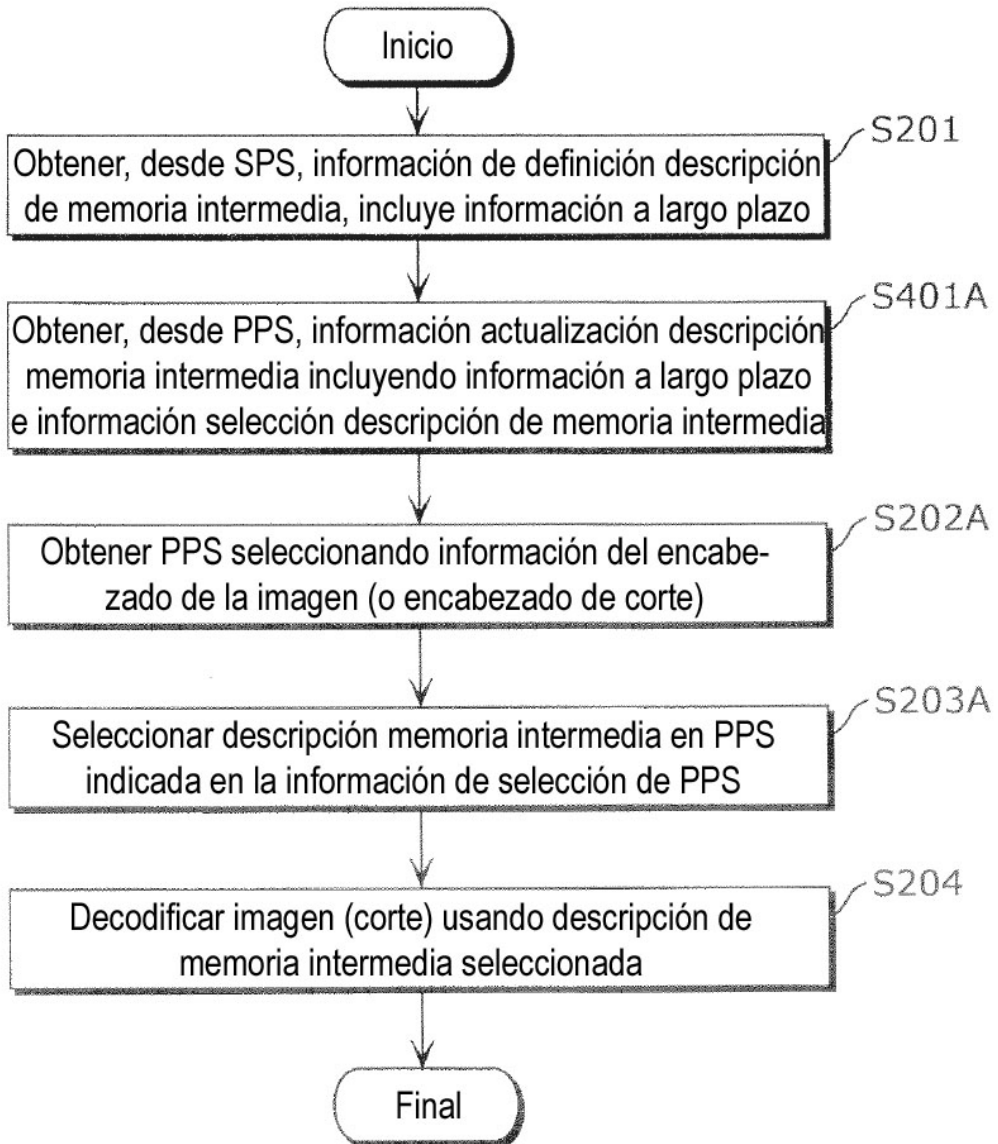 Inicio
S201
Obtener, desde SPS, información de definición descripción
de memoria intermedia, incluye información a largo plazo
S401A
Obtener, desde PPS, información actualización descripción
memoria intermedia incluyendo información a largo plazo
e información selección descripción de memoria intermedia
S202A
Obtener PPS seleccionando información del encabe-
zado de la imagen (o encabezado de corte)
S203A
Seleccionar descripción memoria intermedia en PPS
indicada en la información de selección de PPS
S204
Decodificar imagen (corte) usando descripción de
memoria intermedia seleccionada
Final